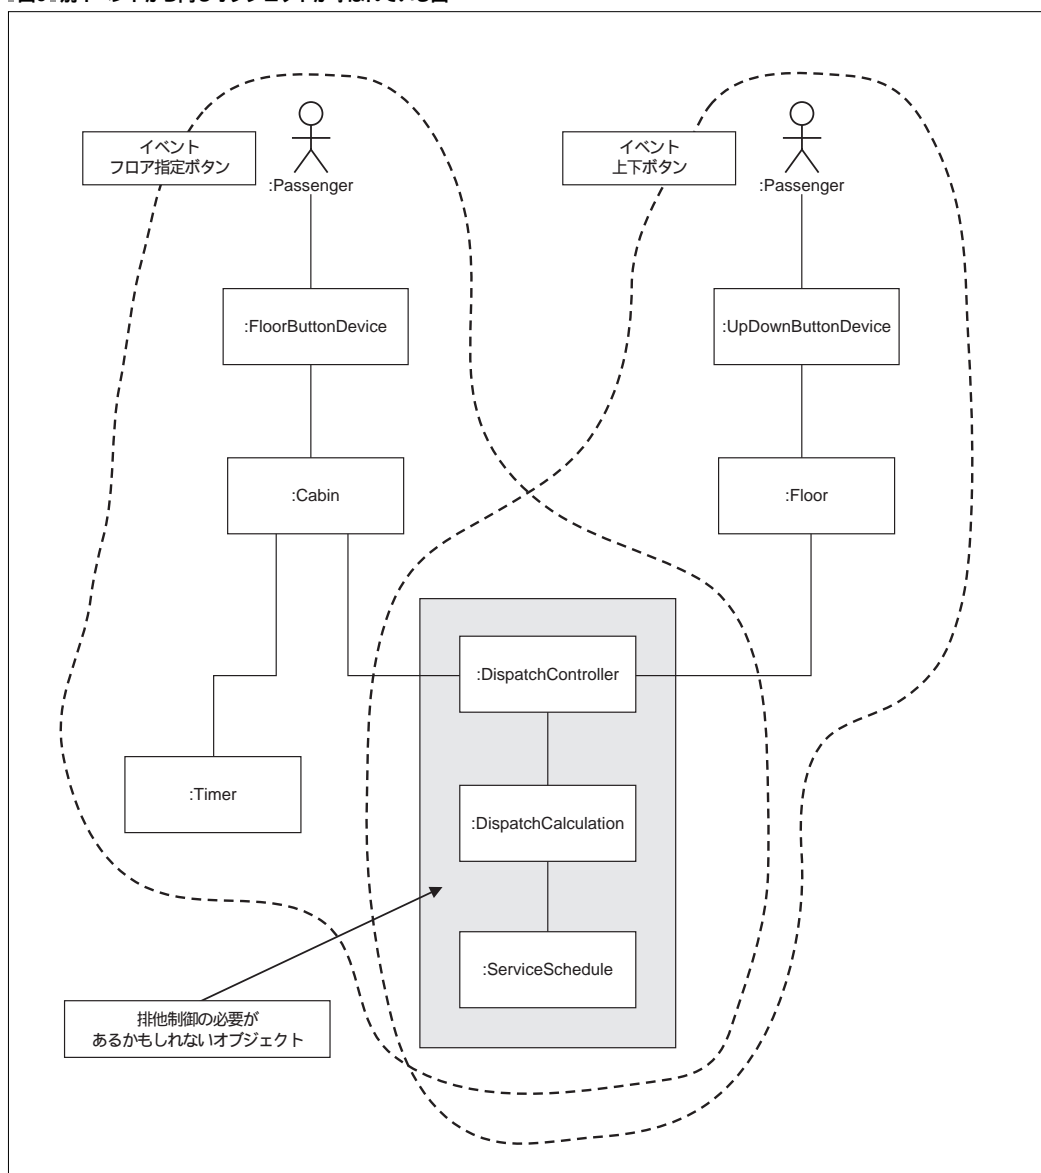 イベント
フロア指定ボタン
:Passenger
イベント
上下ボタン
:Passenger
:FloorButtonDevice
:UpDownButtonDevice
:Cabin
:Floor
:DispatchController
:Timer
:DispatchCalculation
:ServiceSchedule
排他制御の必要が
あるかもしれないオブジェクト